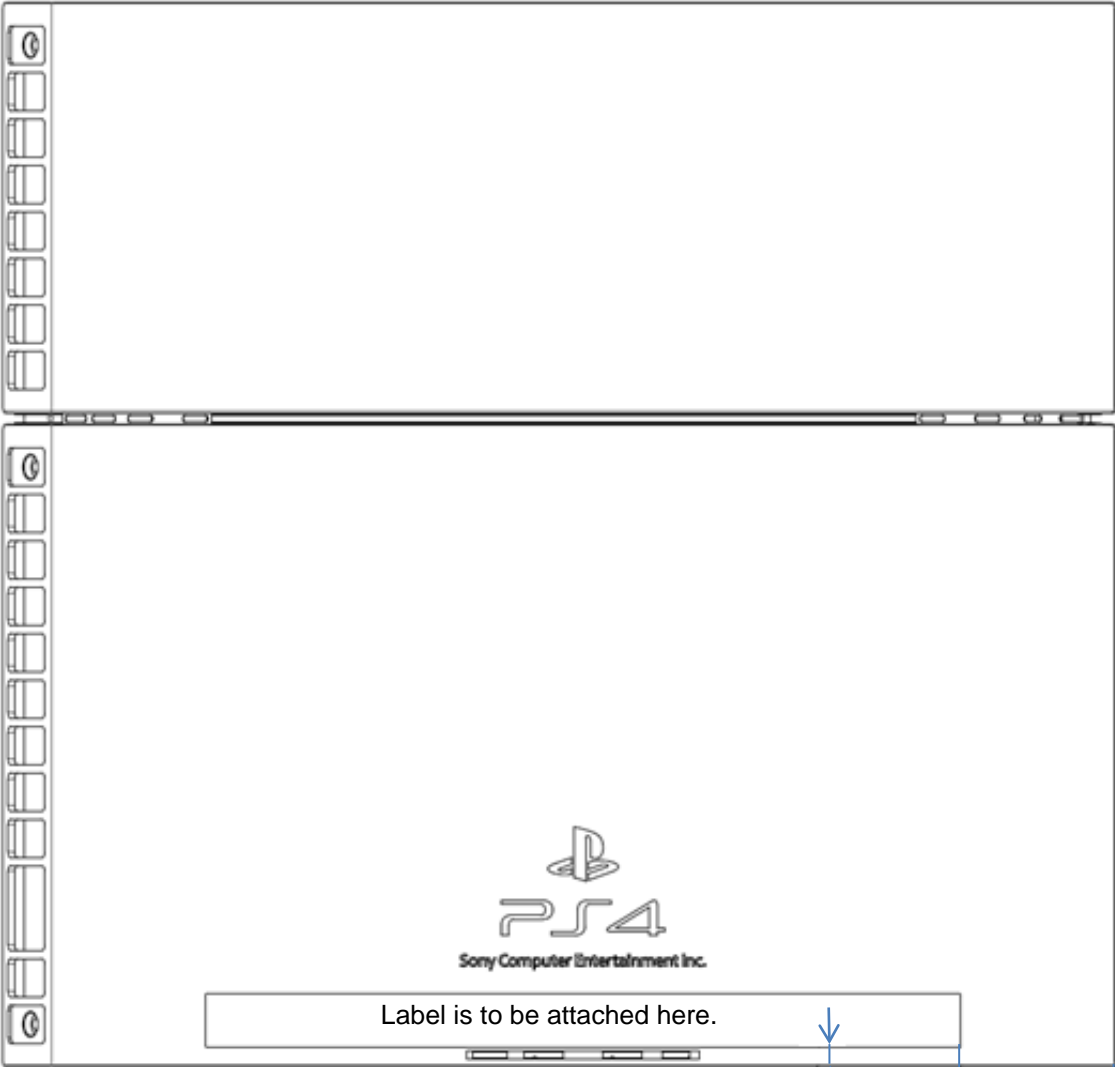 PS4
Sony Computer Entertainment Inc.
Label is to be attached here.